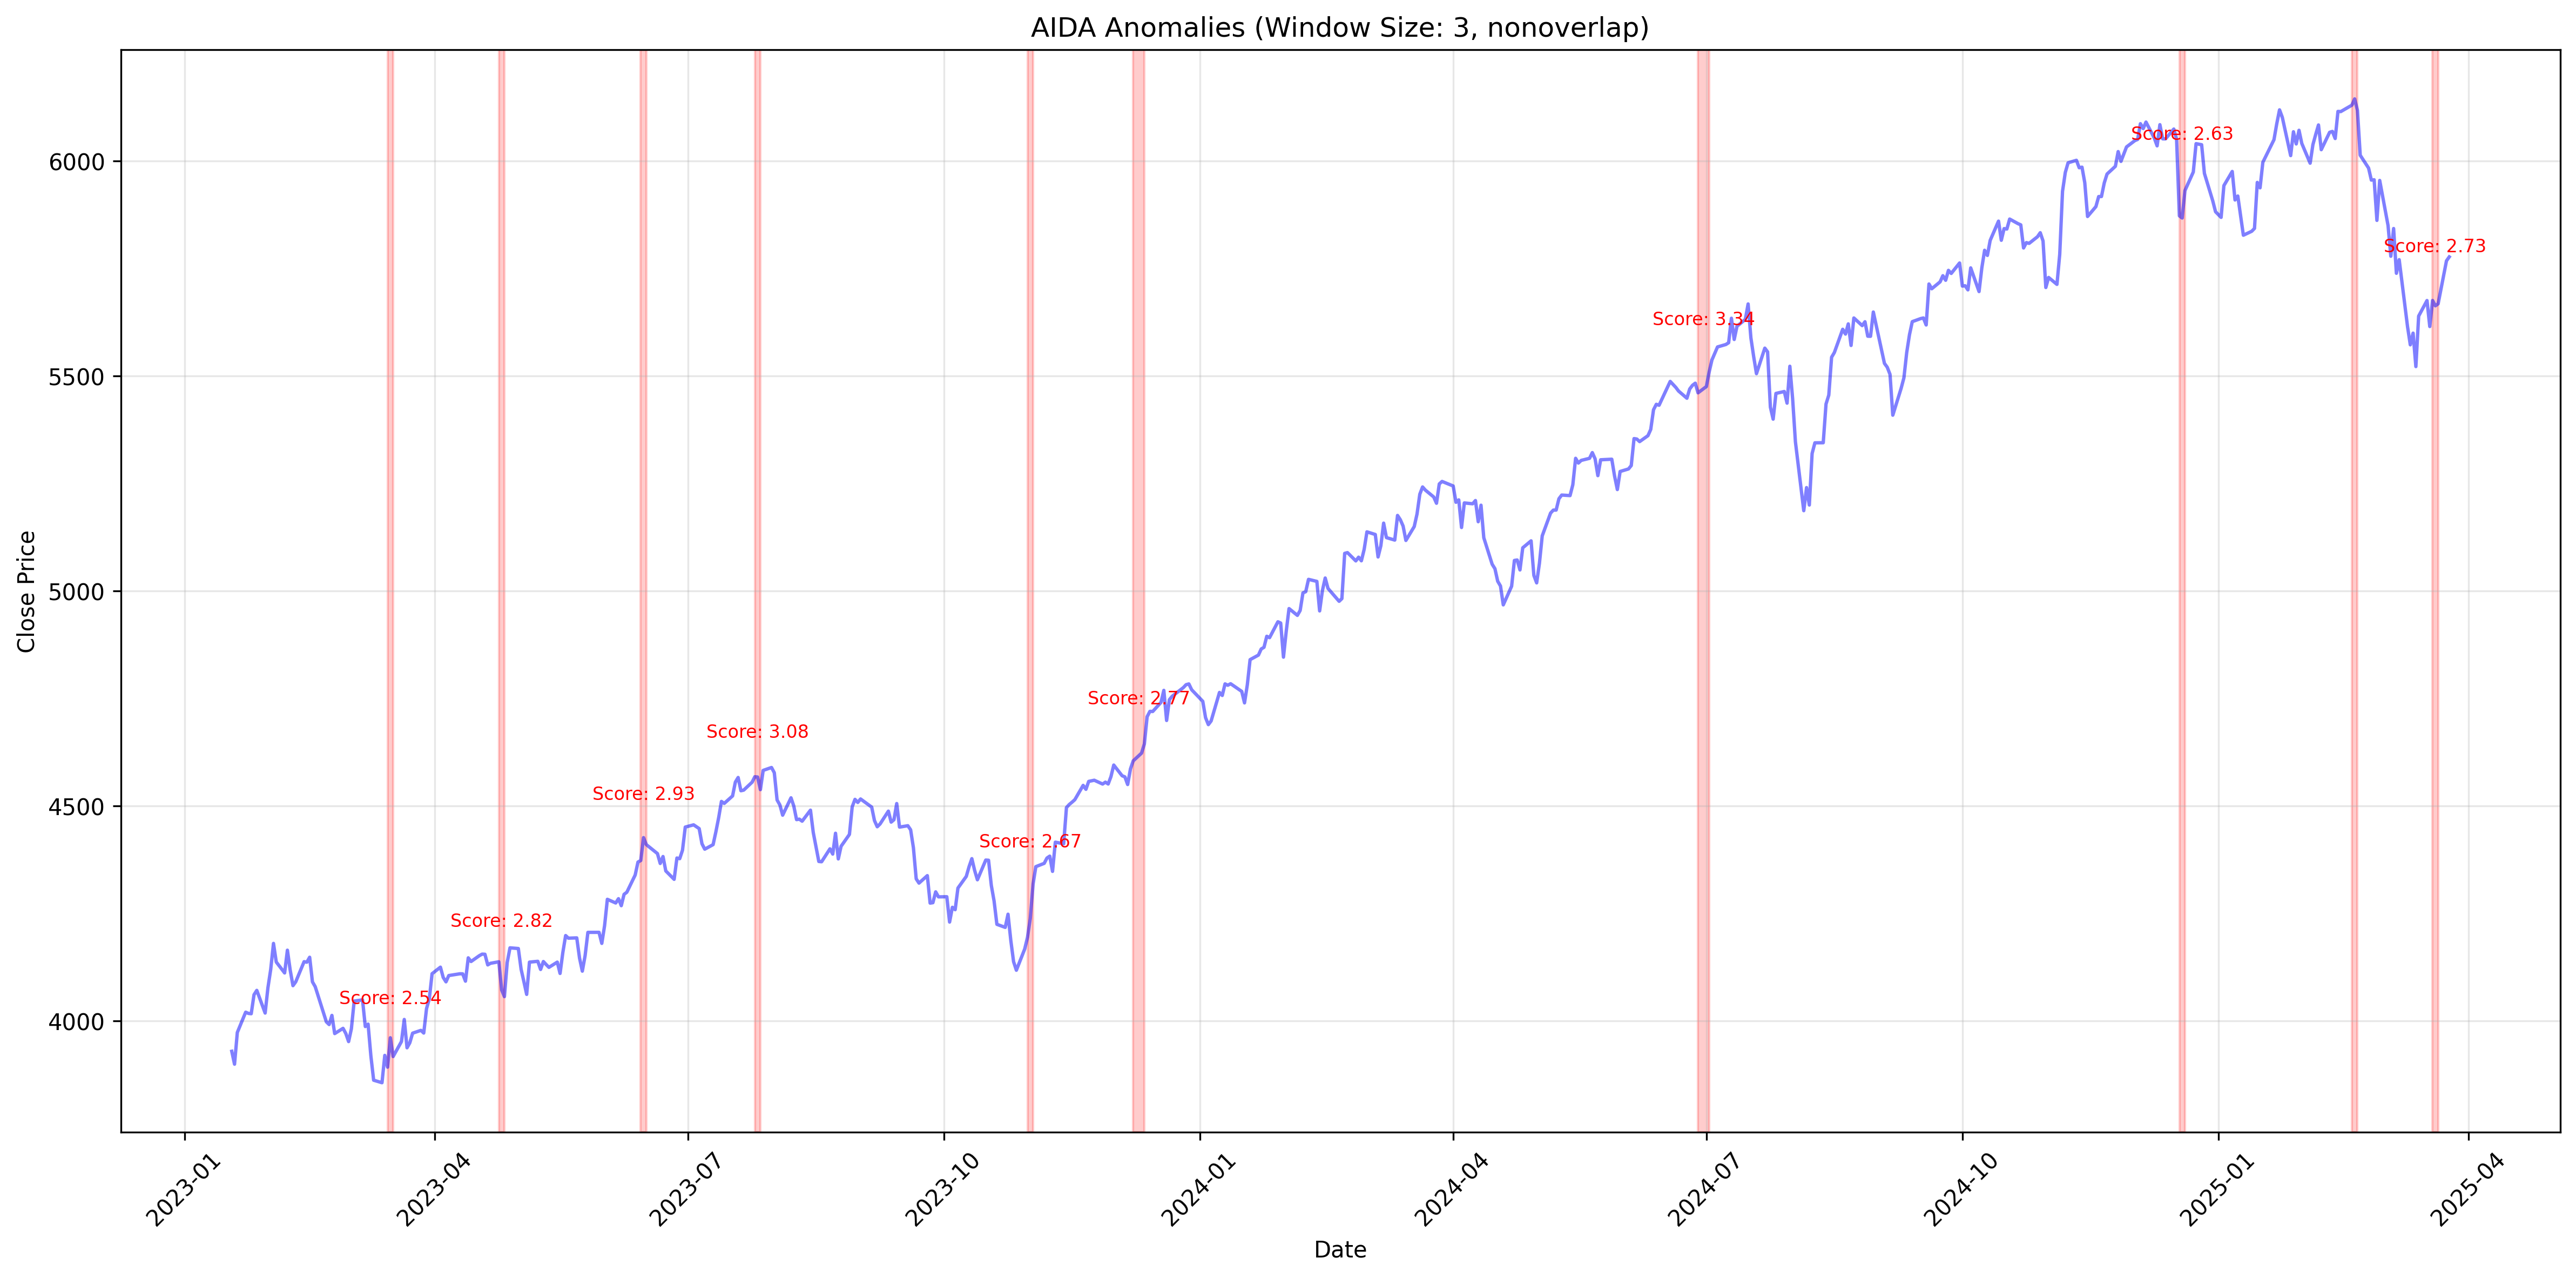 AIDA Anomalies (Window Size: 3, nonoverlap)
Close Price
6000
5500
5000
4500
4000
Score: 2.54
Score: 2.82
Score: 2.93
Score: 3.08
Score: 2.67
Score: 2.77
Score: 3.34
Score: 2.63
Score: 2.73
2023-01
2023-04
2023-07
2023-10
2024-01
2024-04
2024-07
2024-10
2025-01
2025-04
Date